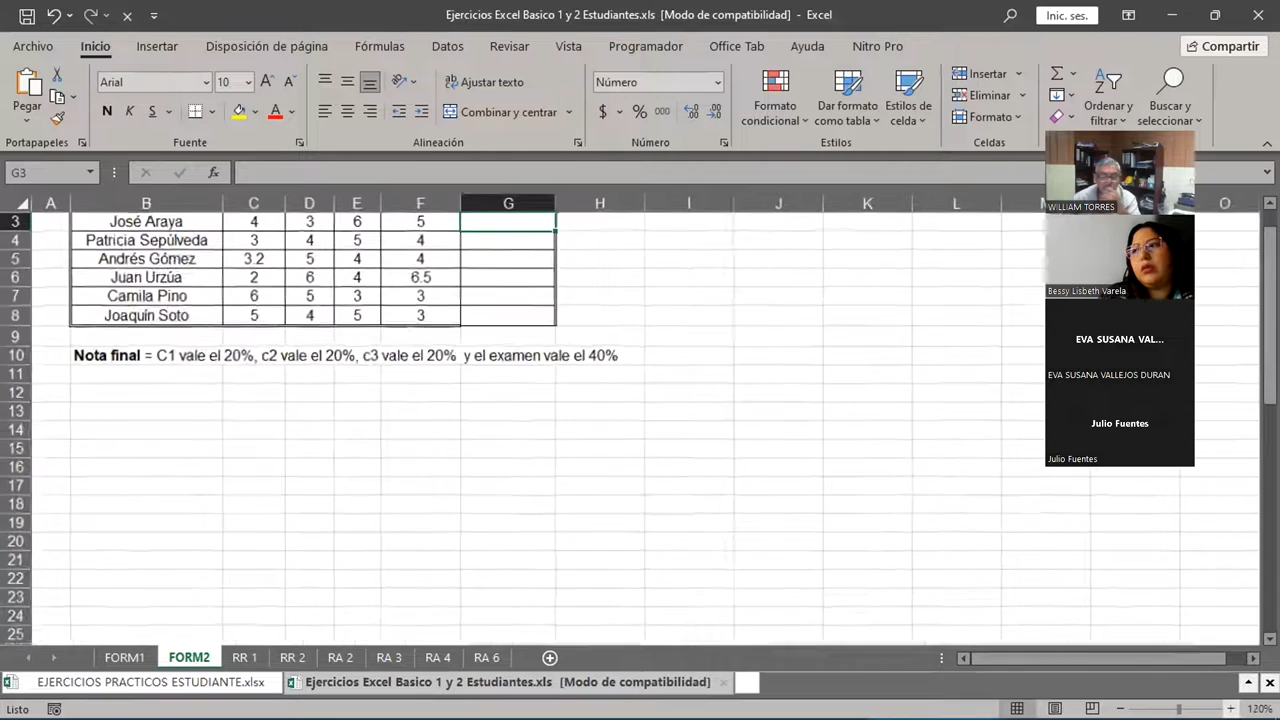 Ejercicios Excel Basico 1 y 2 Estudiantes.xls [Modo de compatibilidad] - Excel
Inic. ses.
Archivo Inicio Insertar Disposición de página Fórmulas Datos Revisar Vista Programador Office Tab Ayuda Nitro Pro Compartir
Pegar
Arial 10
N K S
Ajustar texto
Combinar y centrar
Número
$ % 000
Formato condicional
Dar formato como tabla
Estilos de celda
Insertar
Eliminar
Formato
Ordenar y filtrar
Buscar y seleccionar
Portapapeles Fuente Alineación Número Estilos Celdas
G3 fx
A B C D E F G H I J K L M O
3 José Araya 4 3 6 5
4 Patricia Sepúlveda 3 4 5 4
5 Andrés Gómez 3.2 5 4 4
6 Juan Urzúa 2 6 4 6.5
7 Camila Pino 6 5 3 3
8 Joaquín Soto 5 4 5 3
9
10 Nota final = C1 vale el 20%, c2 vale el 20%, c3 vale el 20% y el examen vale el 40%
11
12
13
14
15
16
17
18
19
20
21
22
23
24
25
WILLIAM TORRES
Bessy Lisbeth Varela
EVA SUSANA VAL...
EVA SUSANA VALLEJOS DURAN
Julio Fuentes
Julio Fuentes
FORM1 FORM2 RR 1 RR 2 RA 2 RA 3 RA 4 RA 6
EJERCICIOS PRACTICOS ESTUDIANTE.xlsx
Ejercicios Excel Basico 1 y 2 Estudiantes.xls [Modo de compatibilidad]
Listo
120%